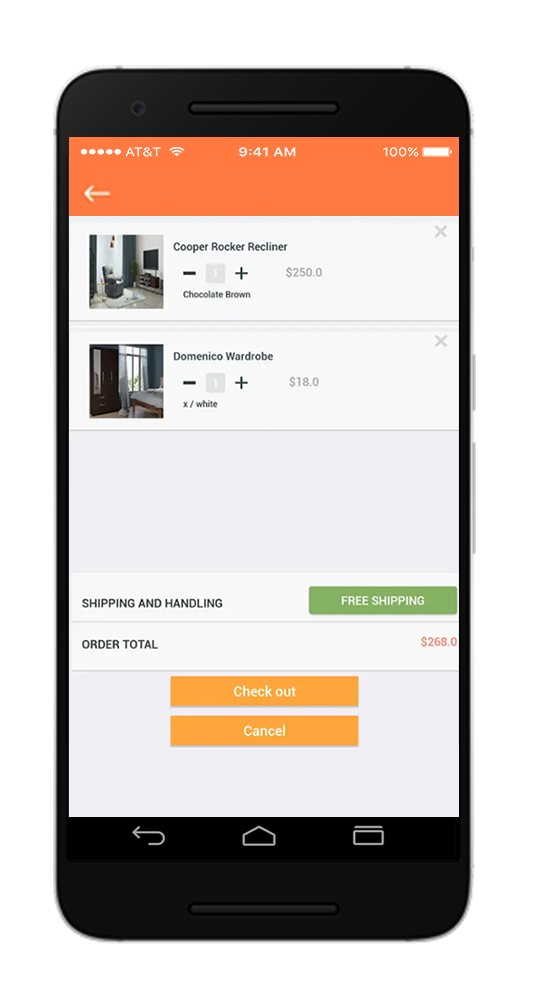 AT&T 9:41 AM 100%
Cooper Rocker Recliner
1 $250.0
Chocolate Brown
Domenico Wardrobe
1 $18.0
x / white
SHIPPING AND HANDLING FREE SHIPPING
ORDER TOTAL $268.0
Check out
Cancel